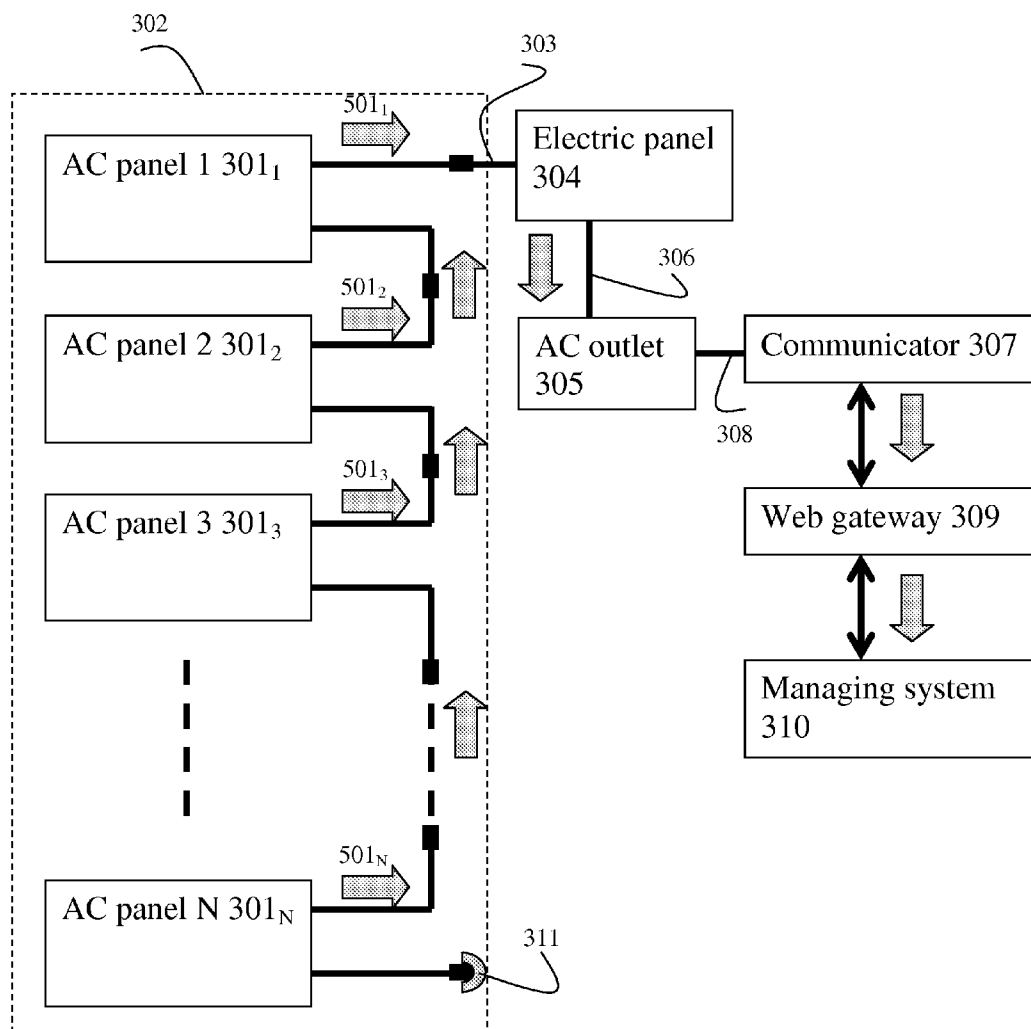 302
303
501₁
AC panel 1 301₁
Electric panel
304
306
501₂
AC panel 2 301₂
AC outlet
305
Communicator 307
308
501₃
AC panel 3 301₃
Web gateway 309
Managing system
310
501N
AC panel N 301N
311